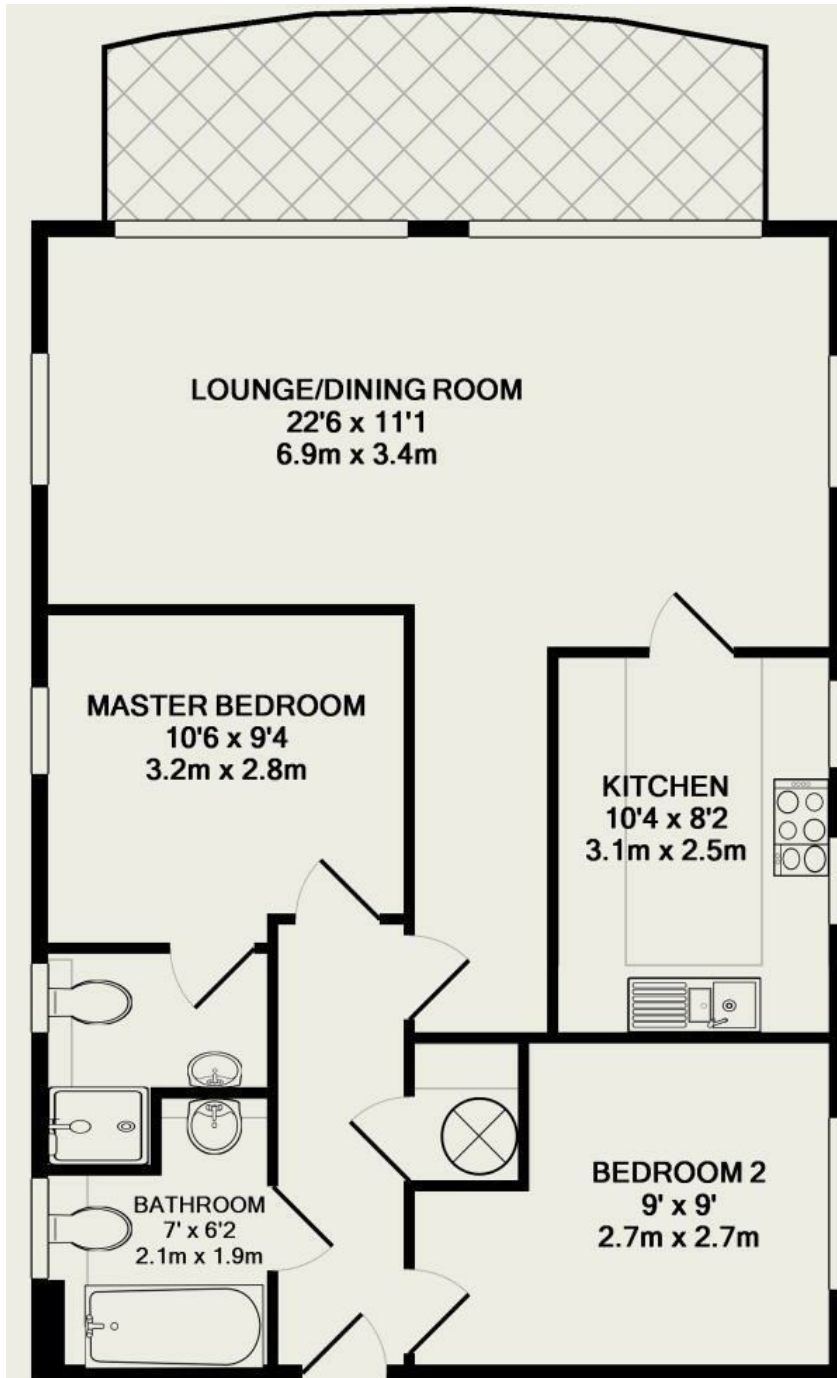 LOUNGE/DINING ROOM
22'6 x 11'1
6.9m x 3.4m
MASTER BEDROOM
10'6 x 9'4
3.2m x 2.8m
KITCHEN
10'4 x 8'2
3.1m x 2.5m
BEDROOM 2
9' x 9'
2.7m x 2.7m
BATHROOM
7' x 6'2
2.1m x 1.9m